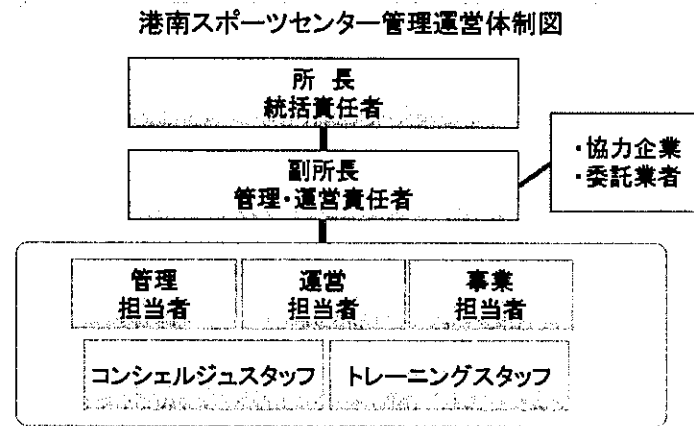 港南スポーツセンター管理運営体制図
所 長
統括責任者
副所長
管理・運営責任者
・協力企業
・委託業者
管理
担当者
運営
担当者
事業
担当者
コンシェルジュスタッフ
トレーニングスタッフ